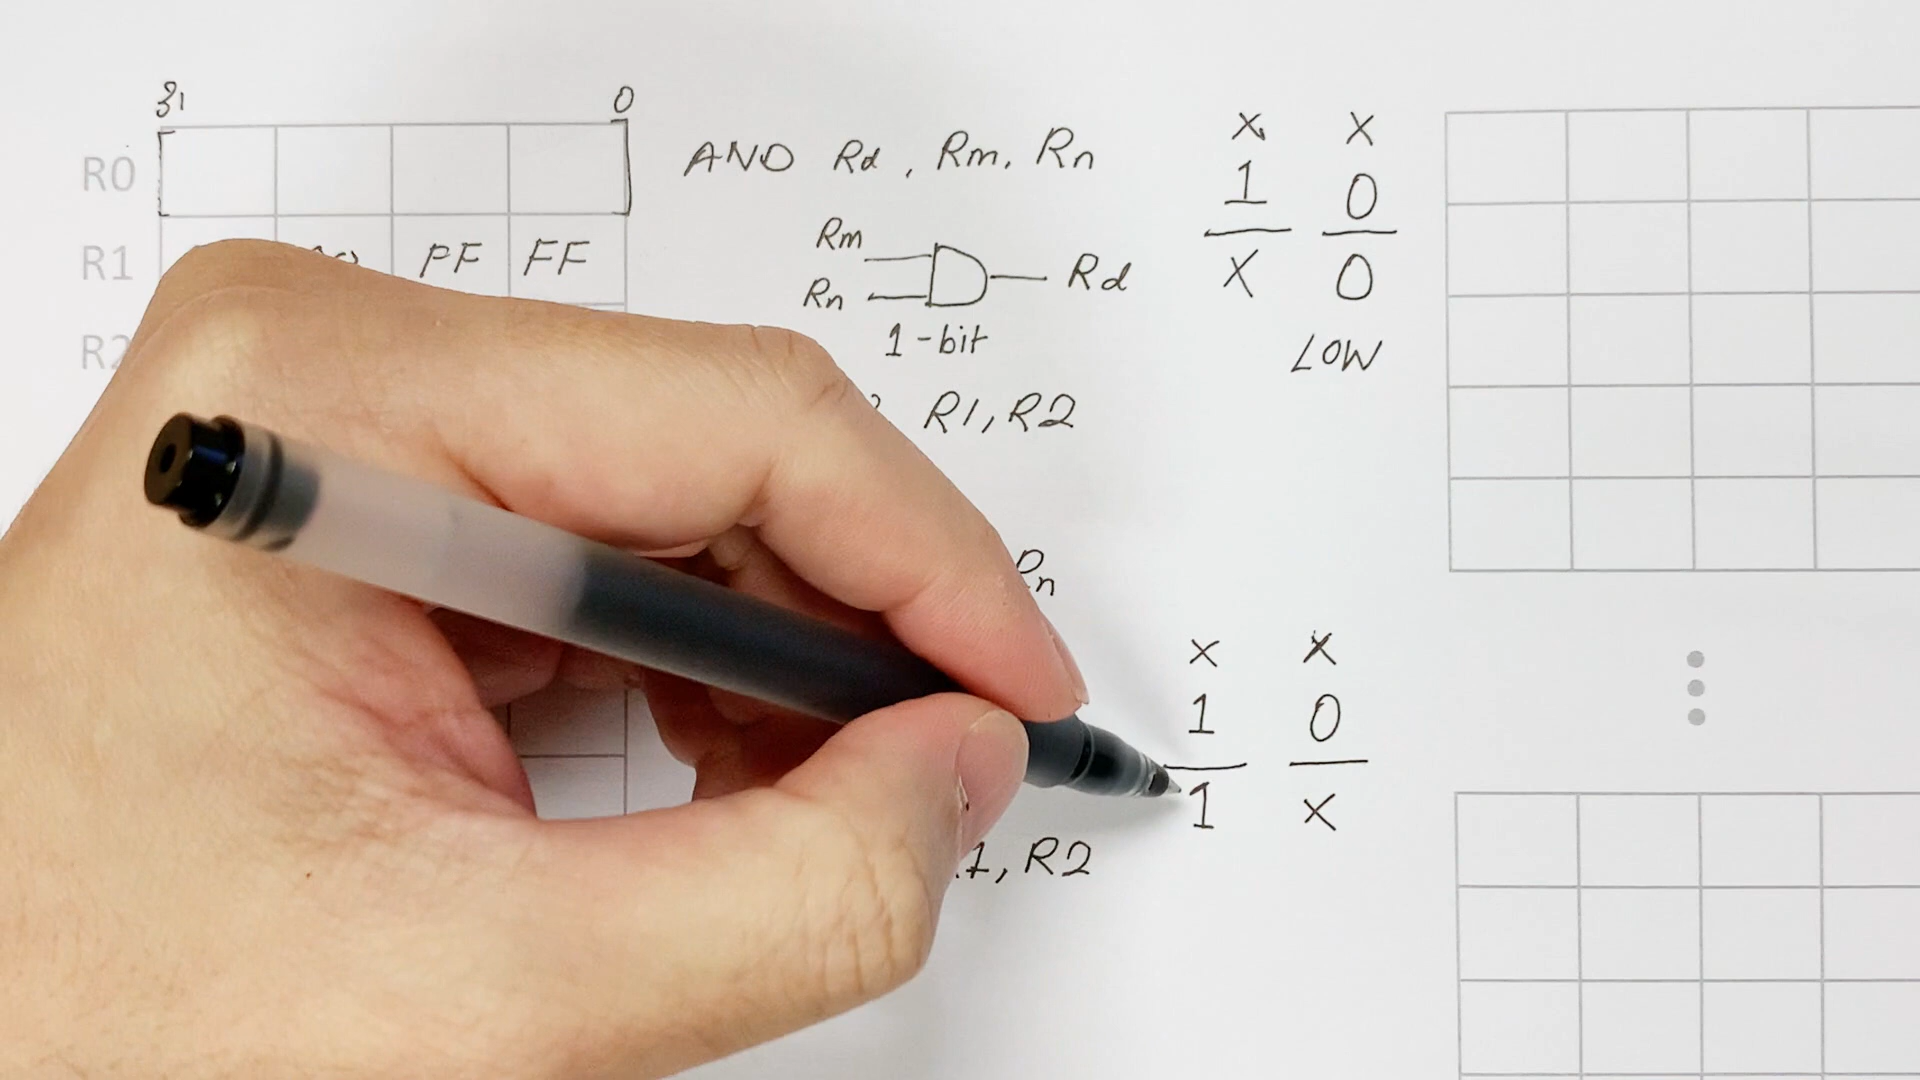 31 0
R0
R1 FF FF
R2
AND Rd, Rm, Rn
Rm
Rn
Rd
1-bit
R1, R2
x x
1 0
x 0
LOW
Rn
x x
1 0
1 x
R2